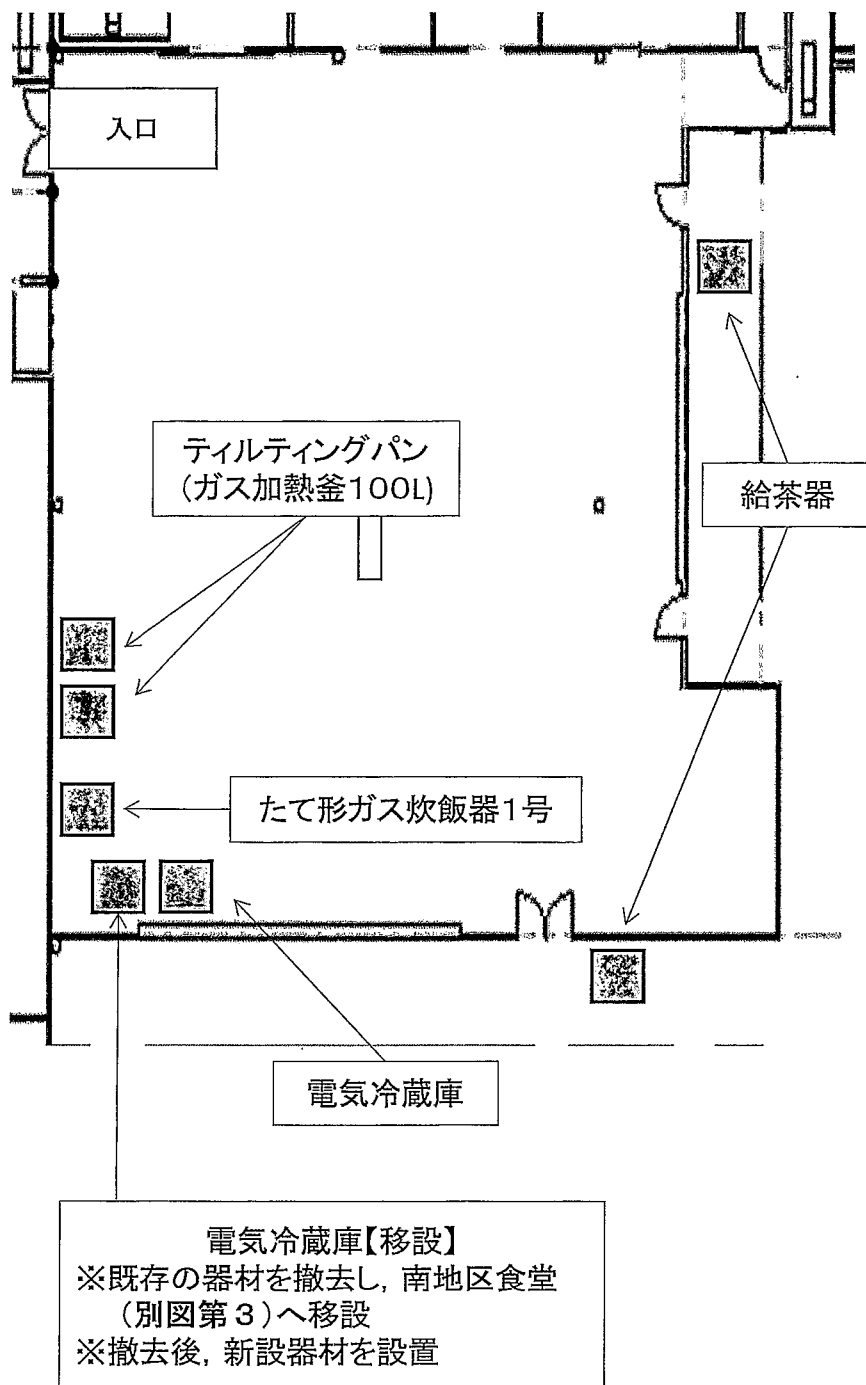 入口
ティルティングパン
(ガス加熱釜100L)
給茶器
たて形ガス炊飯器1号
電気冷蔵庫
電気冷蔵庫【移設】
※既存の器材を撤去し,南地区食堂
(別図第3)へ移設
※撤去後,新設器材を設置